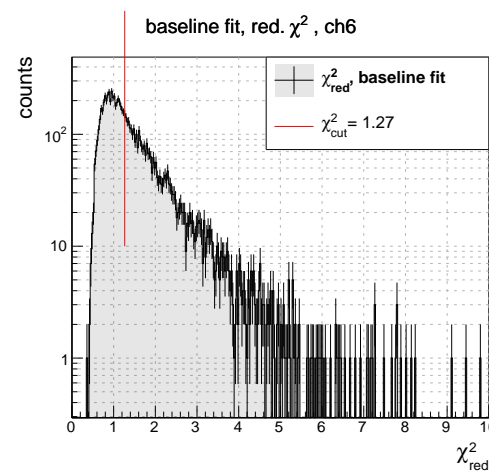 baseline fit, red. χ², ch6
counts
χ²red, baseline fit
χ²cut = 1.27
10²
10
1
0 1 2 3 4 5 6 7 8 9 10
χ²red